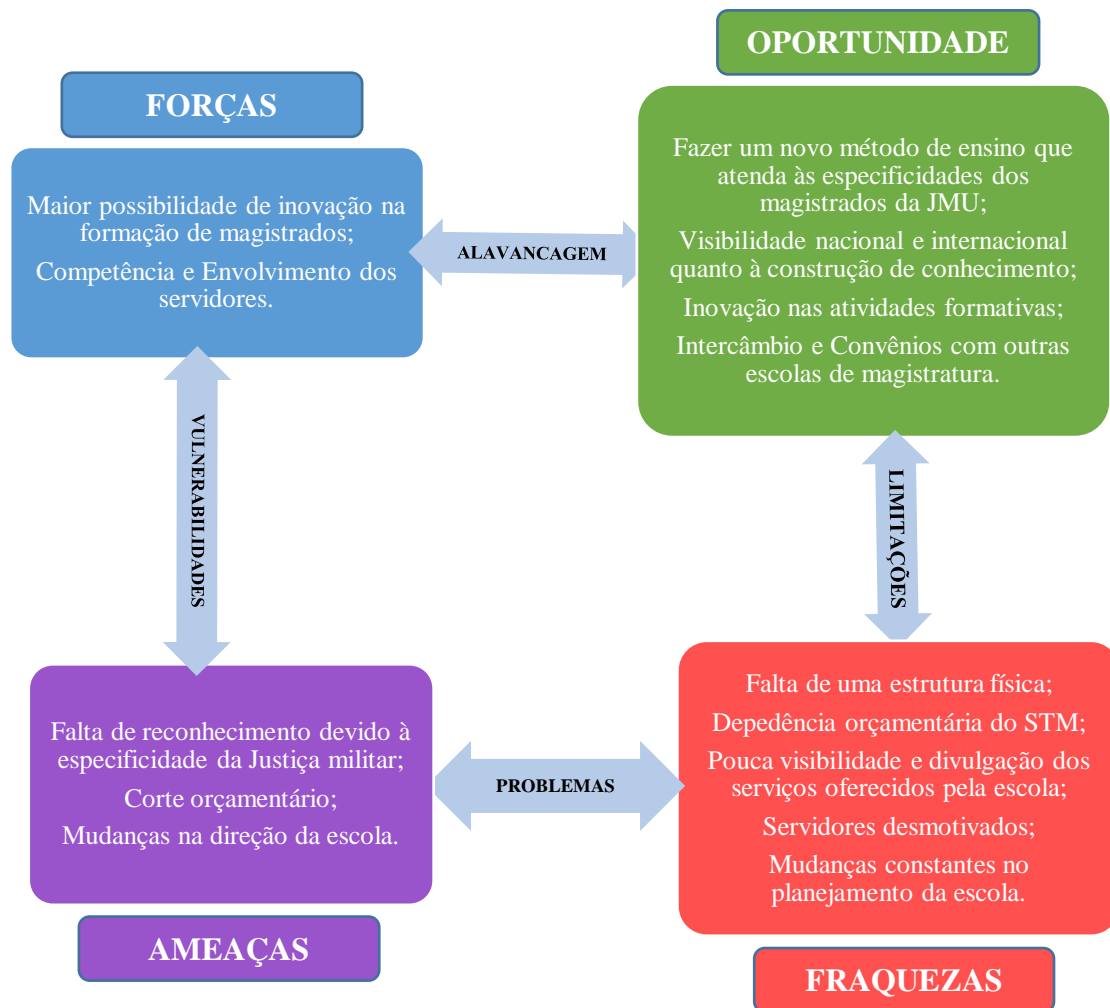 FORÇAS
Maior possibilidade de inovação na
formação de magistrados;
Competência e Envolvimento dos
servidores.
ALAVANCAGEM
OPORTUNIDADE
Fazer um novo método de ensino que
atenda às especificidades dos
magistrados da JMU;
Visibilidade nacional e internacional
quanto à construção de conhecimento;
Inovação nas atividades formativas;
Intercâmbio e Convênios com outras
escolas de magistratura.
VULNERABILIDADES
LIMITAÇÕES
Falta de reconhecimento devido à
especificidade da Justiça militar;
Corte orçamentário;
Mudanças na direção da escola.
AMEAÇAS
PROBLEMAS
Falta de uma estrutura física;
Depedência orçamentária do STM;
Pouca visibilidade e divulgação dos
serviços oferecidos pela escola;
Servidores desmotivados;
Mudanças constantes no
planejamento da escola.
FRAQUEZAS